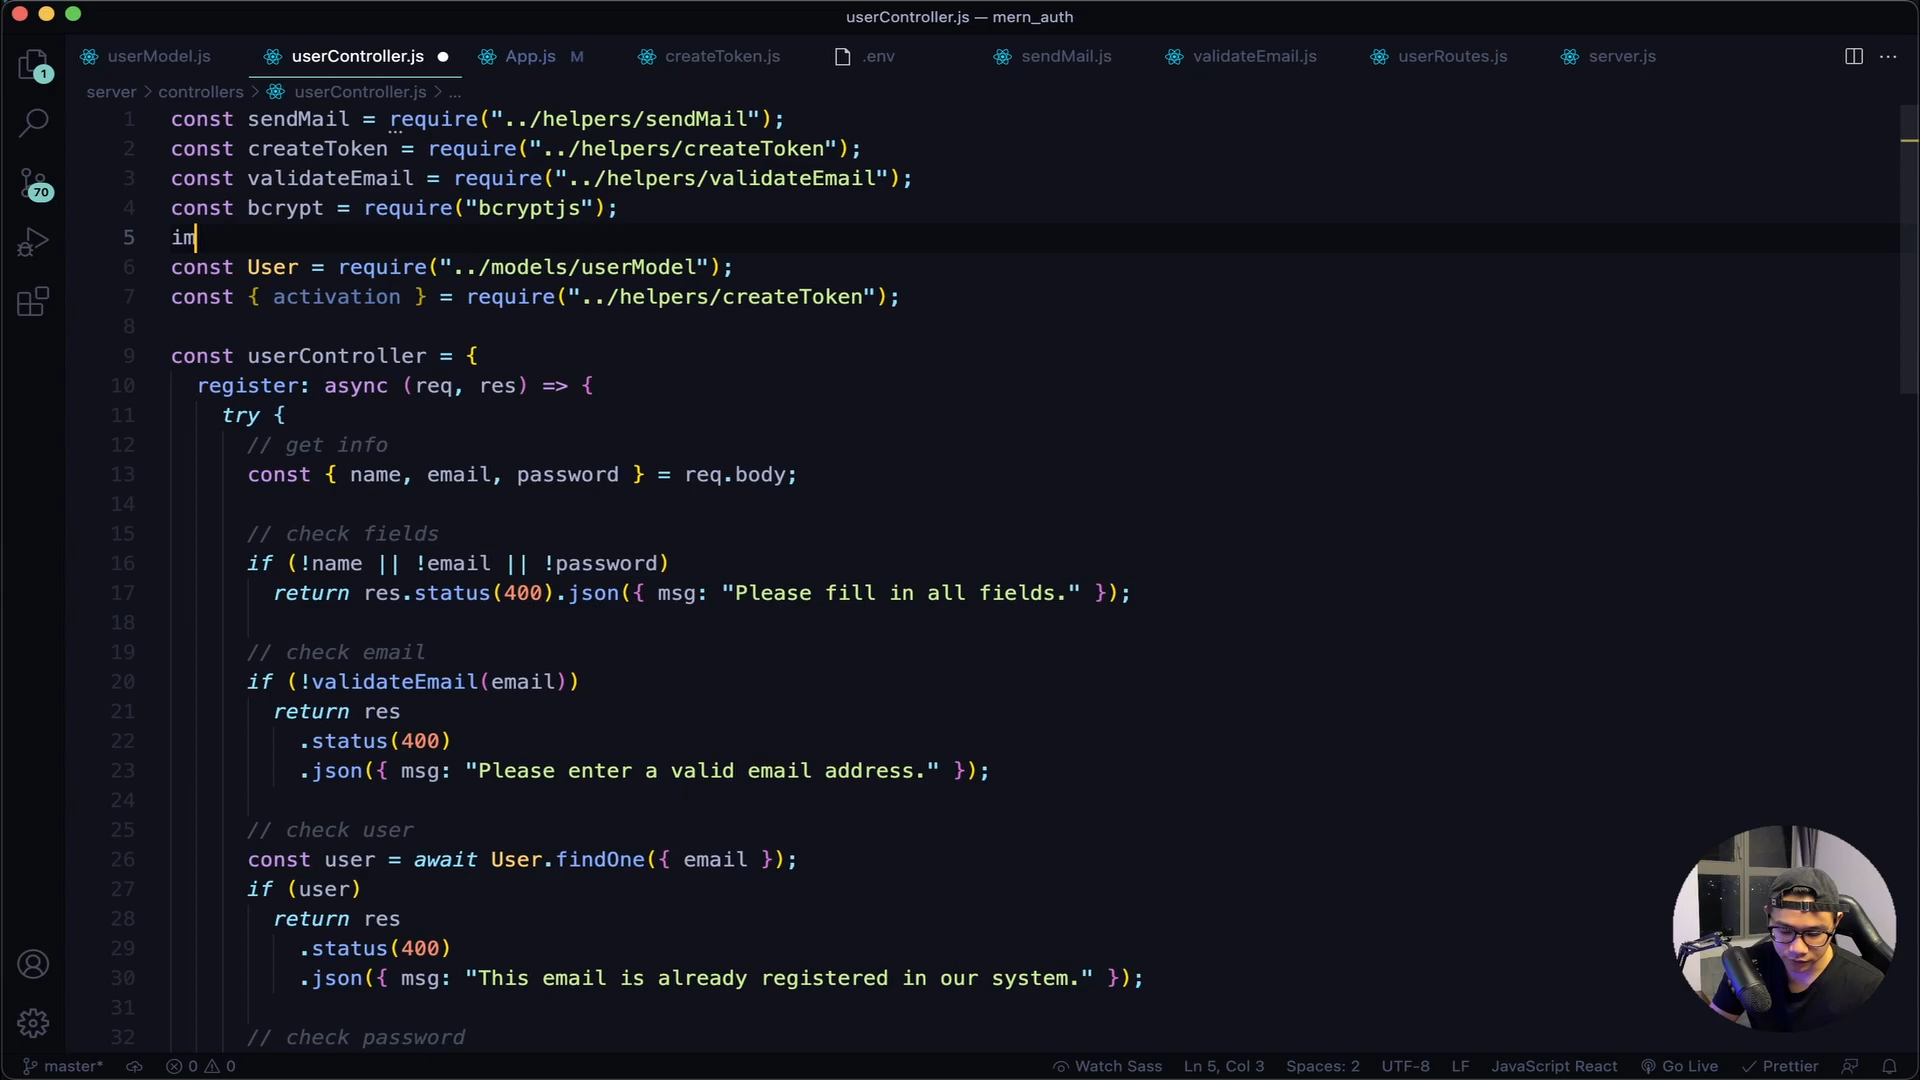 userController.js — mern_auth
userModel.js userController.js App.js M createToken.js .env sendMail.js validateEmail.js userRoutes.js server.js
1
server > controllers > userController.js > ...
1 const sendMail = require("../helpers/sendMail");
2 const createToken = require("../helpers/createToken");
3 const validateEmail = require("../helpers/validateEmail");
4 const bcrypt = require("bcryptjs");
70
5 im
6 const User = require("../models/userModel");
7 const { activation } = require("../helpers/createToken");
8
9 const userController = {
10 register: async (req, res) => {
11 try {
12 // get info
13 const { name, email, password } = req.body;
14
15 // check fields
16 if (!name || !email || !password)
17 return res.status(400).json({ msg: "Please fill in all fields." });
18
19 // check email
20 if (!validateEmail(email))
21 return res
22 .status(400)
23 .json({ msg: "Please enter a valid email address." });
24
25 // check user
26 const user = await User.findOne({ email });
27 if (user)
28 return res
29 .status(400)
30 .json({ msg: "This email is already registered in our system." });
31
32 // check password
master* 0 0 Watch Sass Ln 5, Col 3 Spaces: 2 UTF-8 LF JavaScript React Go Live Prettier